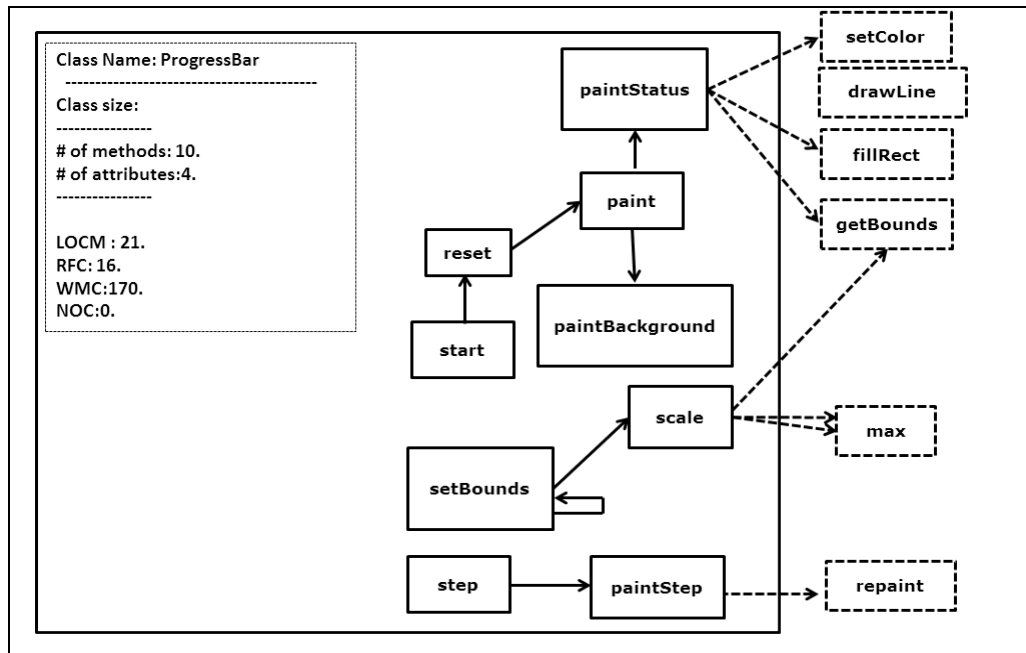 Class Name: ProgressBar
----------------------------------------
Class size:
----------------
# of methods: 10.
# of attributes:4.
----------------
LOCM : 21.
RFC: 16.
WMC:170.
NOC:0.
paintStatus
paint
reset
paintBackground
start
scale
setBounds
step
paintStep
setColor
drawLine
fillRect
getBounds
max
repaint